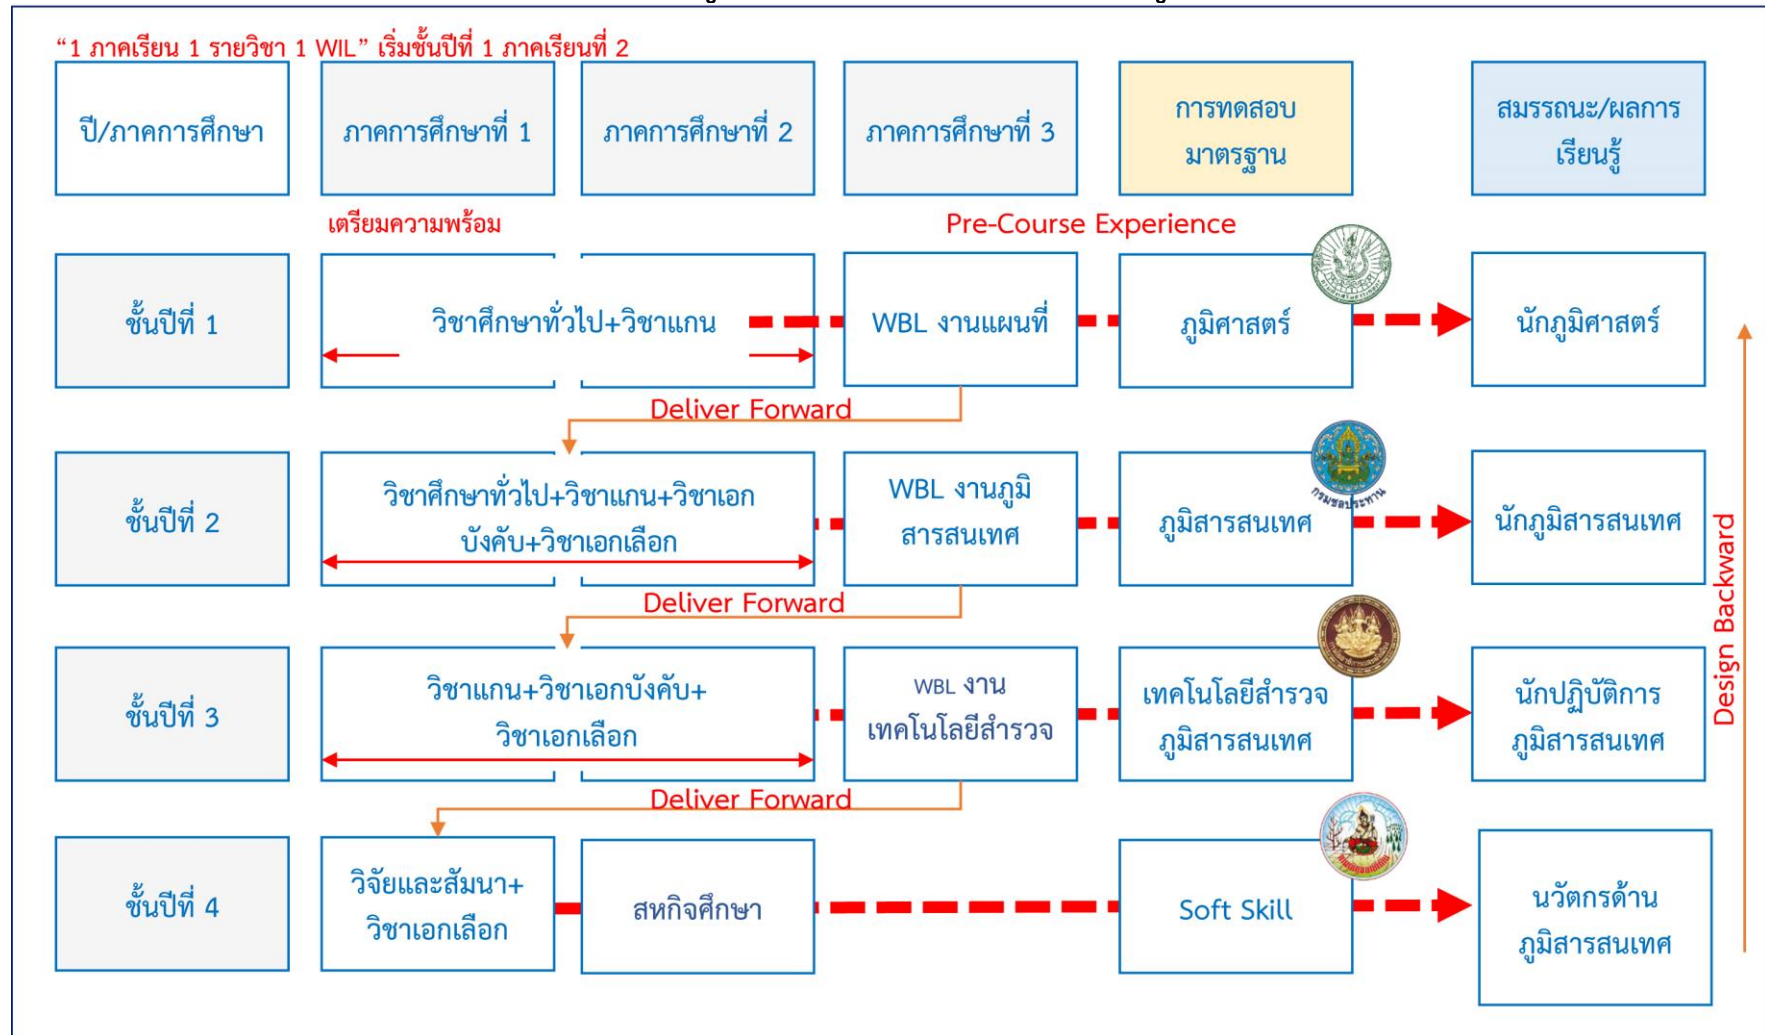 “1 ภาคเรียน 1 รายวิชา 1 WIL” เริ่มชั้นปีที่ 1 ภาคเรียนที่ 2
ปี/ภาคการศึกษา
ภาคการศึกษาที่ 1
ภาคการศึกษาที่ 2
ภาคการศึกษาที่ 3
การทดสอบ
มาตรฐาน
สมรรถนะ/ผลการ
เรียนรู้
เตรียมความพร้อม
Pre-Course Experience
ชั้นปีที่ 1
วิชาศึกษาทั่วไป+วิชาแกน
WBL งานแผนที่
ภูมิศาสตร์
นักภูมิศาสตร์
Deliver Forward
ชั้นปีที่ 2
วิชาศึกษาทั่วไป+วิชาแกน+วิชาเอก
บังคับ+วิชาเอกเลือก
WBL งานภูมิ
สารสนเทศ
กรมชลประทาน
ภูมิสารสนเทศ
นักภูมิสารสนเทศ
Deliver Forward
ชั้นปีที่ 3
วิชาแกน+วิชาเอกบังคับ+
วิชาเอกเลือก
WBL งาน
เทคโนโลยีสำรวจ
เทคโนโลยีสำรวจ
ภูมิสารสนเทศ
นักปฏิบัติการ
ภูมิสารสนเทศ
Deliver Forward
ชั้นปีที่ 4
วิจัยและสัมนา+
วิชาเอกเลือก
สหกิจศึกษา
Soft Skill
นวัตกรด้าน
ภูมิสารสนเทศ
Design Backward